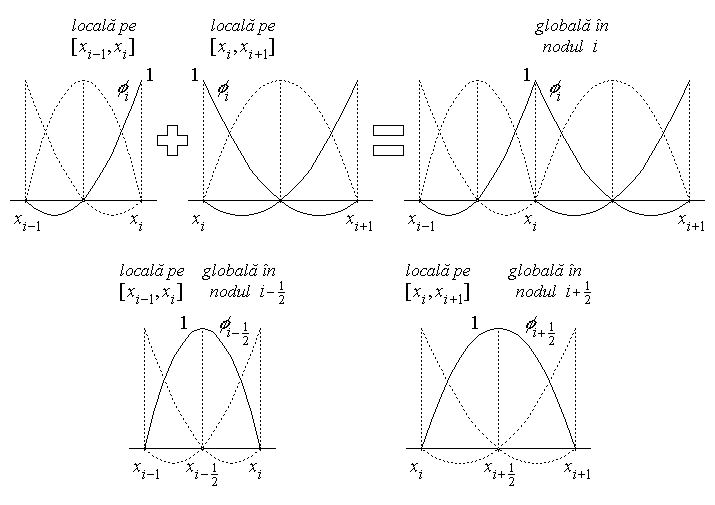 locală pe locală pe globală în
[x_{i−1}, x_i] [x_i, x_{i+1}] nodul i
ϕ_i 1 1 ϕ_i 1 ϕ_i
x_{i−1} x_i x_i x_{i+1} x_{i−1} x_i x_{i+1}
locală pe globală în locală pe globală în
[x_{i−1}, x_i] nodul i−1/2 [x_i, x_{i+1}] nodul i+1/2
1 ϕ_{i−1/2} 1 ϕ_{i+1/2}
x_{i−1} x_{i−1/2} x_i x_i x_{i+1/2} x_{i+1}